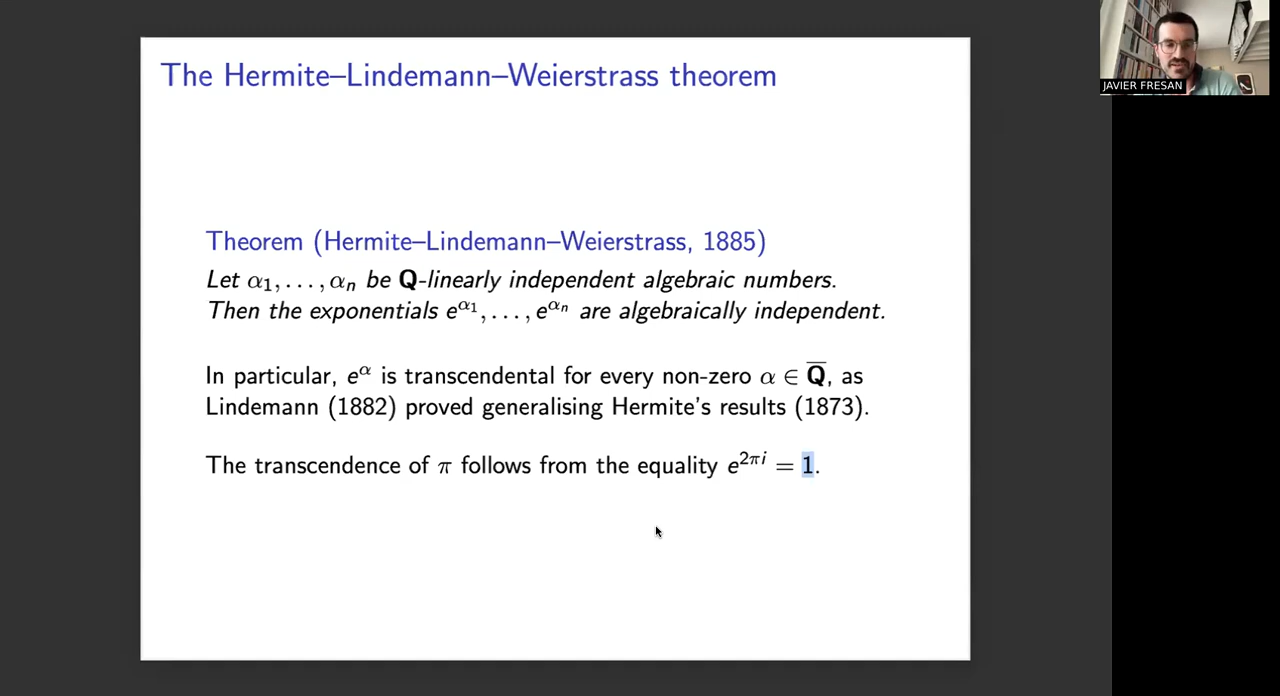 The Hermite–Lindemann–Weierstrass theorem
JAVIER FRESAN
Theorem (Hermite–Lindemann–Weierstrass, 1885)
Let α₁, . . . , αₙ be Q-linearly independent algebraic numbers.
Then the exponentials e^{α₁}, . . . , e^{αₙ} are algebraically independent.
In particular, e^α is transcendental for every non-zero α ∈ Q̅, as
Lindemann (1882) proved generalising Hermite's results (1873).
The transcendence of π follows from the equality e^{2πi} = 1.